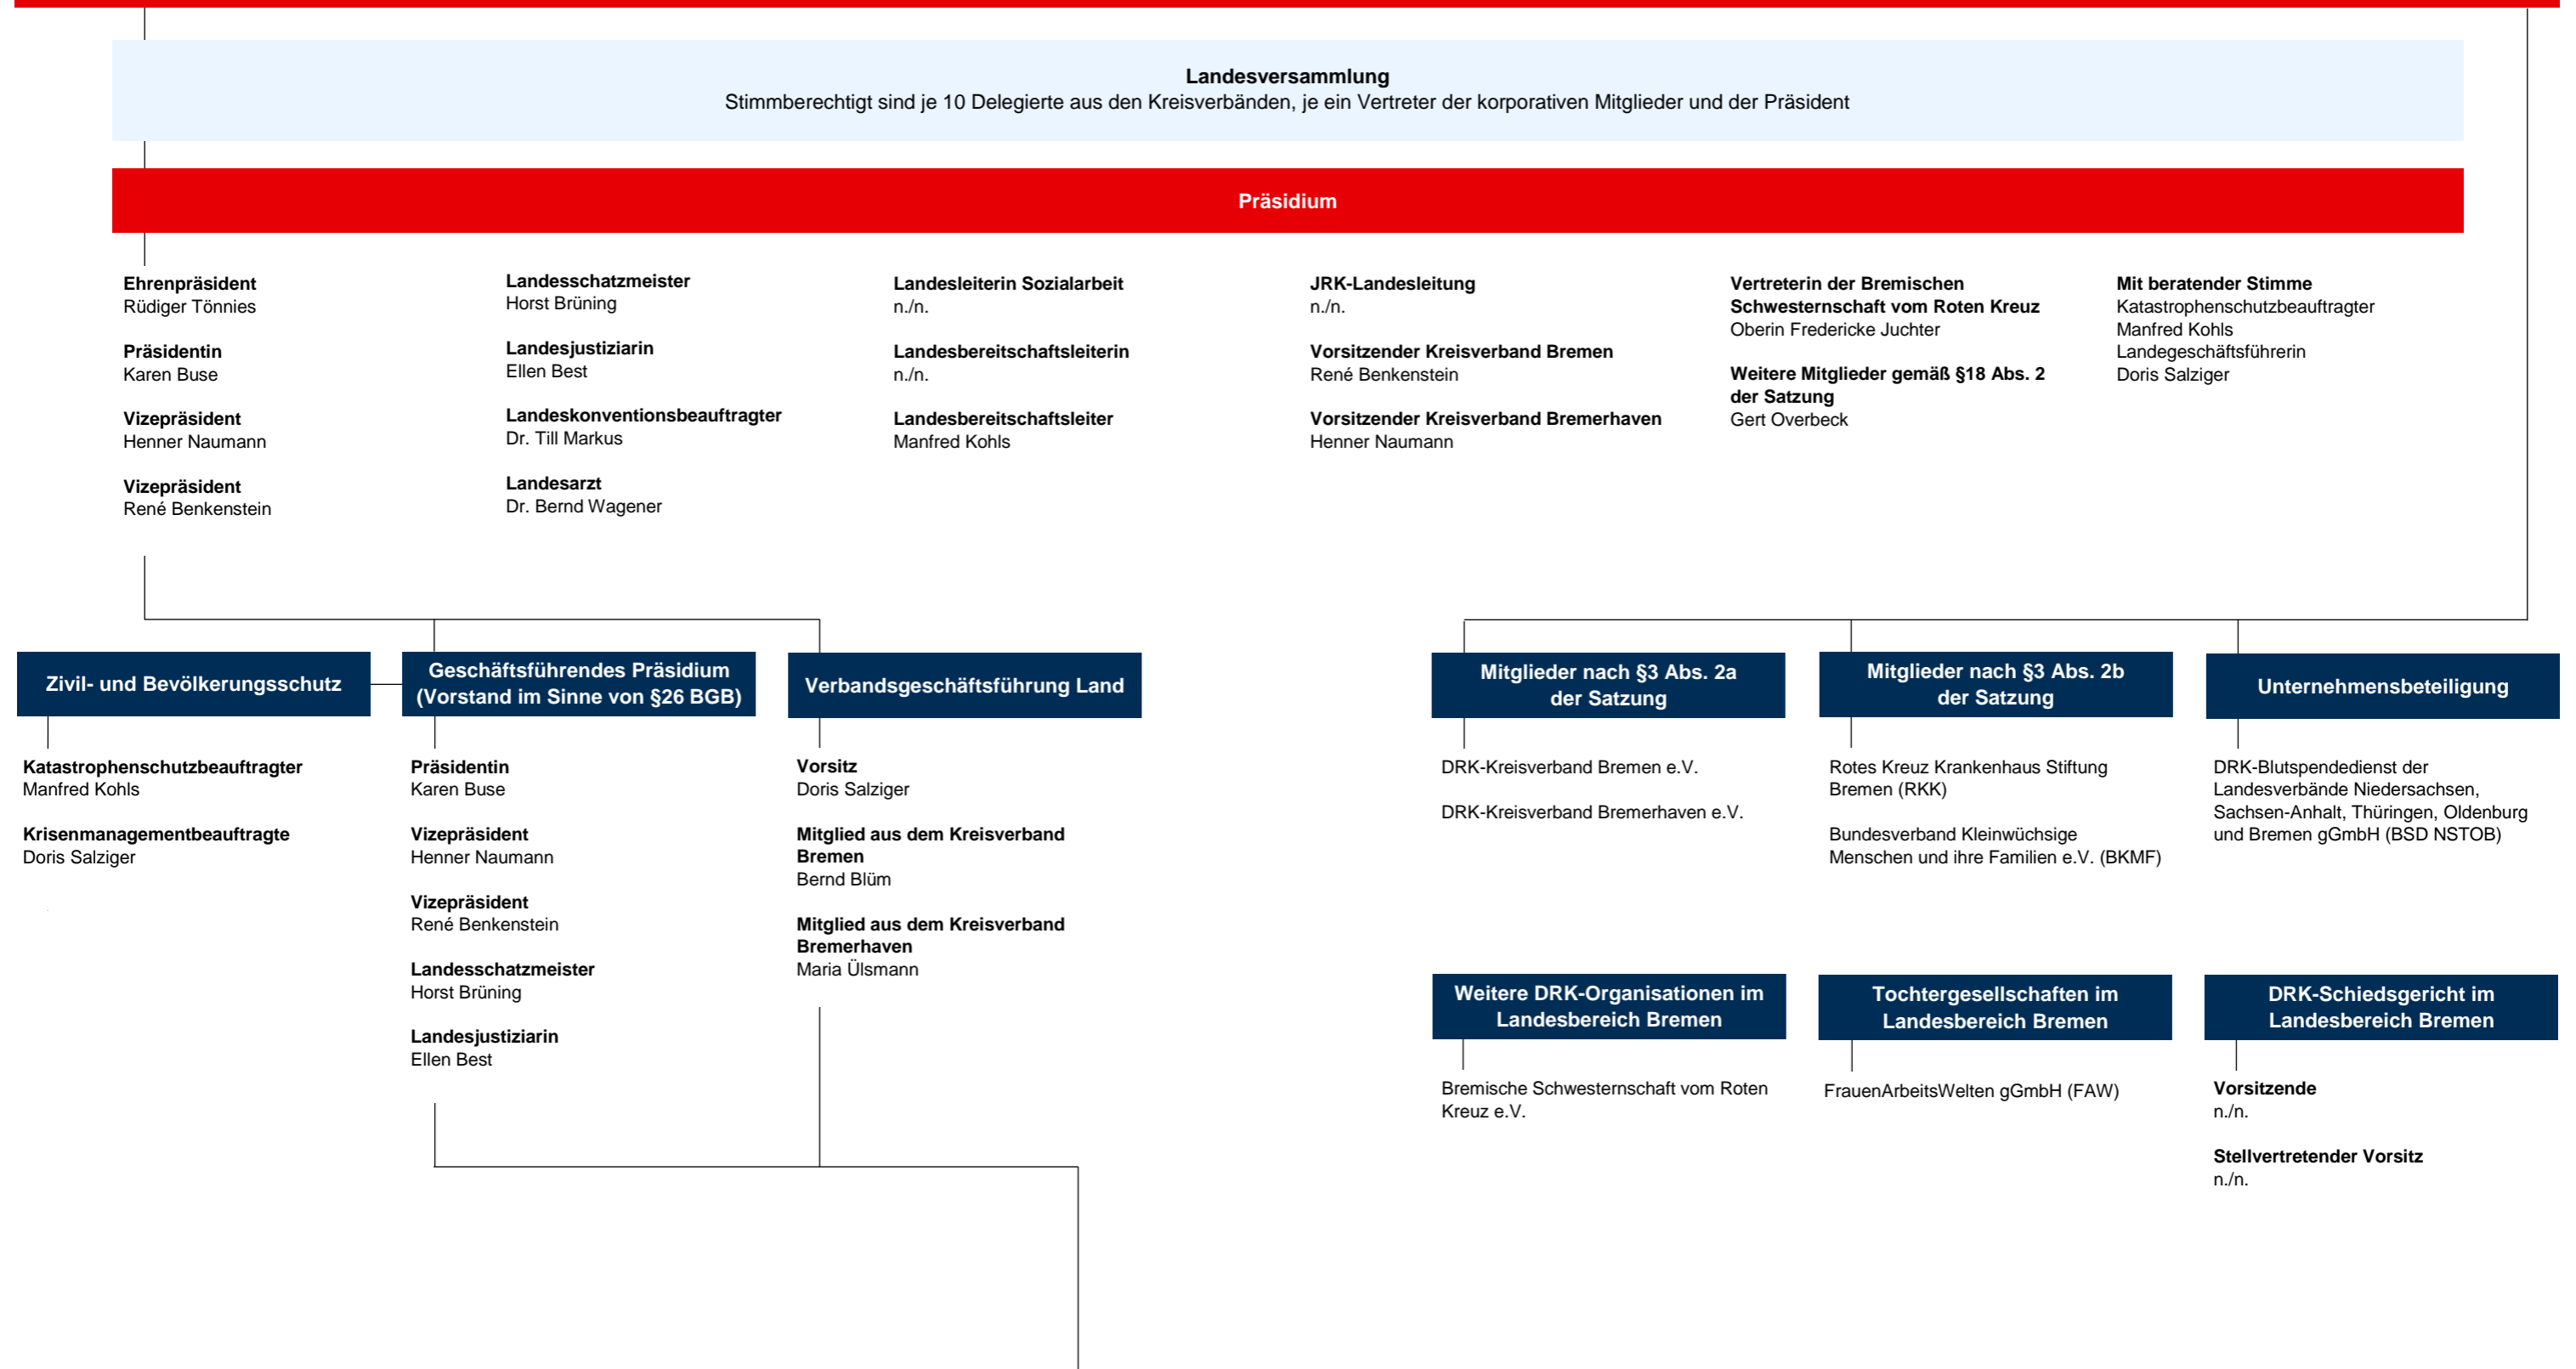 Landesversammlung
Stimmberechtigt sind je 10 Delegierte aus den Kreisverbänden, je ein Vertreter der korporativen Mitglieder und der Präsident
Präsidium
Ehrenpräsident
Rüdiger Tönnies
Präsidentin
Karen Buse
Vizepräsident
Henner Naumann
Vizepräsident
René Benkenstein
Landesschatzmeister
Horst Brüning
Landesjustiziarin
Ellen Best
Landeskonventionsbeauftragter
Dr. Till Markus
Landesarzt
Dr. Bernd Wagener
Landesleiterin Sozialarbeit
n./n.
Landesbereitschaftsleiterin
n./n.
Landesbereitschaftsleiter
Manfred Kohls
JRK-Landesleitung
n./n.
Vorsitzender Kreisverband Bremen
René Benkenstein
Vorsitzender Kreisverband Bremerhaven
Henner Naumann
Vertreterin der Bremischen
Schwesternschaft vom Roten Kreuz
Oberin Fredericke Juchter
Weitere Mitglieder gemäß §18 Abs. 2
der Satzung
Gert Overbeck
Mit beratender Stimme
Katastrophenschutzbeauftragter
Manfred Kohls
Landegeschäftsführerin
Doris Salziger
Zivil- und Bevölkerungsschutz
Katastrophenschutzbeauftragter
Manfred Kohls
Krisenmanagementbeauftragte
Doris Salziger
Geschäftsführendes Präsidium
(Vorstand im Sinne von §26 BGB)
Präsidentin
Karen Buse
Vizepräsident
Henner Naumann
Vizepräsident
René Benkenstein
Landesschatzmeister
Horst Brüning
Landesjustiziarin
Ellen Best
Verbandsgeschäftsführung Land
Vorsitz
Doris Salziger
Mitglied aus dem Kreisverband
Bremen
Bernd Blüm
Mitglied aus dem Kreisverband
Bremerhaven
Maria Ülsmann
Mitglieder nach §3 Abs. 2a
der Satzung
DRK-Kreisverband Bremen e.V.
DRK-Kreisverband Bremerhaven e.V.
Mitglieder nach §3 Abs. 2b
der Satzung
Rotes Kreuz Krankenhaus Stiftung
Bremen (RKK)
Bundesverband Kleinwüchsige
Menschen und ihre Familien e.V. (BKMF)
Unternehmensbeteiligung
DRK-Blutspendedienst der
Landesverbände Niedersachsen,
Sachsen-Anhalt, Thüringen, Oldenburg
und Bremen gGmbH (BSD NSTOB)
Weitere DRK-Organisationen im
Landesbereich Bremen
Bremische Schwesternschaft vom Roten
Kreuz e.V.
Tochtergesellschaften im
Landesbereich Bremen
FrauenArbeitsWelten gGmbH (FAW)
DRK-Schiedsgericht im
Landesbereich Bremen
Vorsitzende
n./n.
Stellvertretender Vorsitz
n./n.